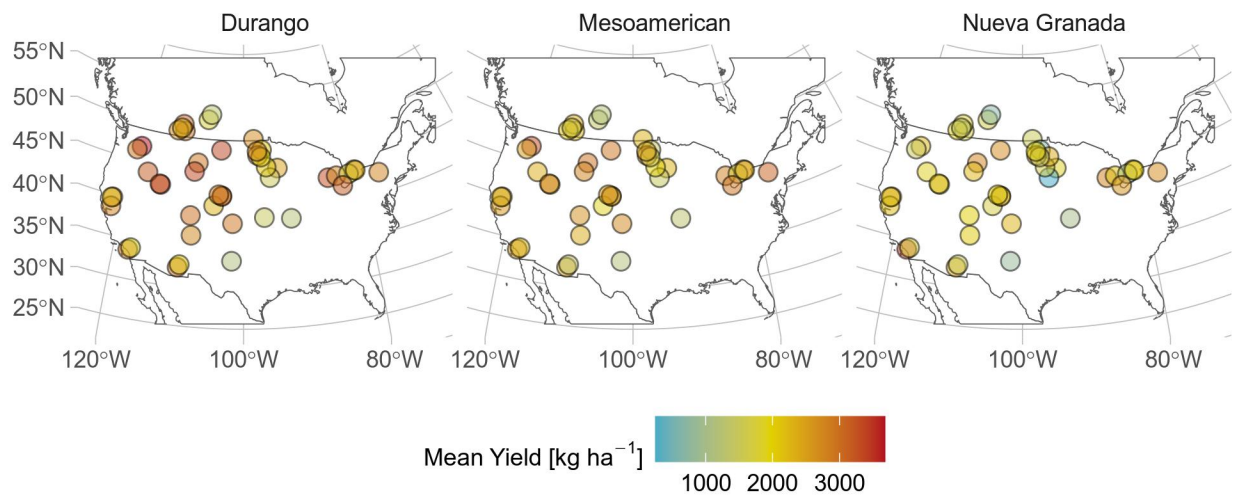 Durango Mesoamerican Nueva Granada
55°N
50°N
45°N
40°N
35°N
30°N
25°N
120°W 100°W 80°W 120°W 100°W 80°W 120°W 100°W 80°W
Mean Yield [kg ha⁻¹]
1000 2000 3000